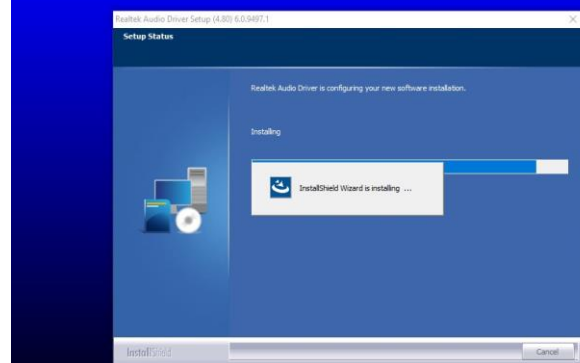 Realtek Audio Driver Setup (4.80) 6.0.9497.1
Setup Status
Realtek Audio Driver is configuring your new software installation.
Installing
InstallShield Wizard is installing ...
InstallShield
Cancel